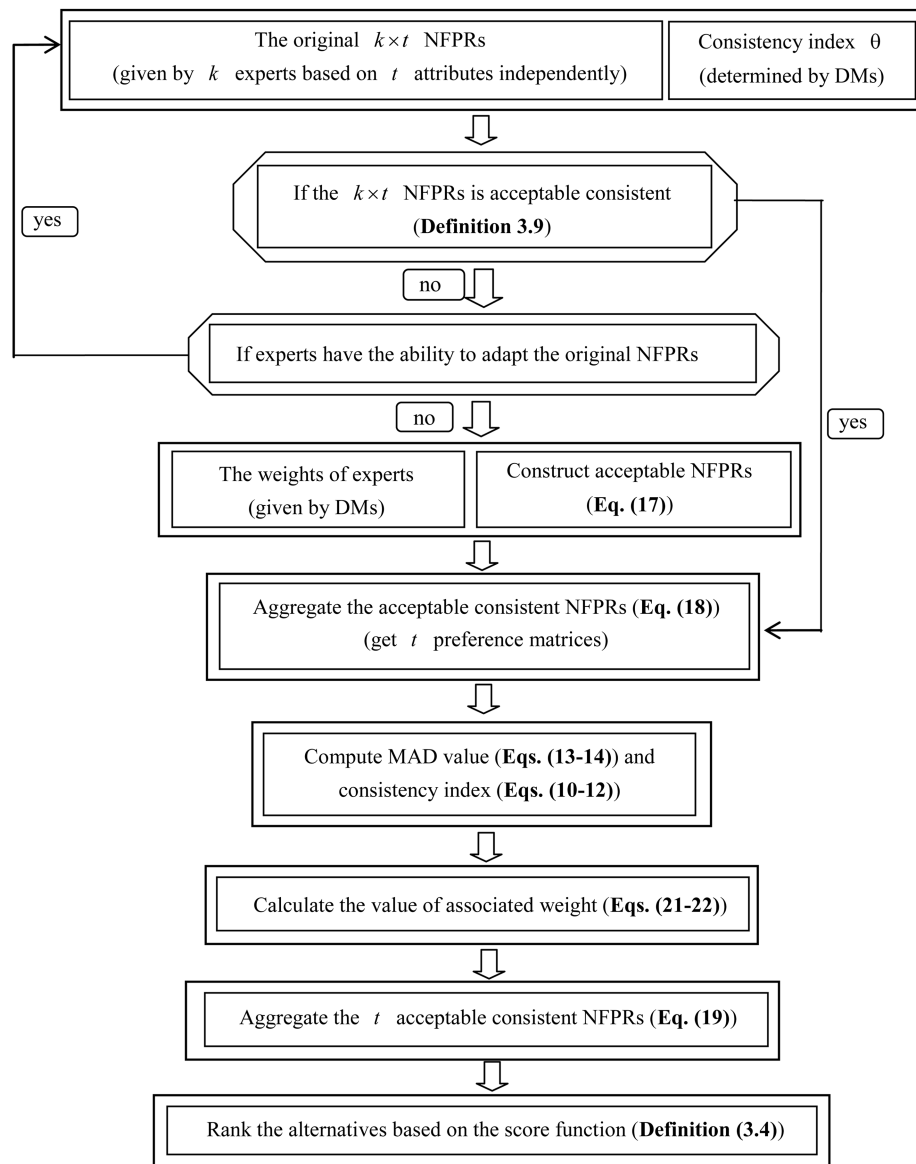 The original k×t NFPRs
(given by k experts based on t attributes independently)
Consistency index θ
(determined by DMs)
If the k×t NFPRs is acceptable consistent
(Definition 3.9)
yes
no
If experts have the ability to adapt the original NFPRs
no
yes
The weights of experts
(given by DMs)
Construct acceptable NFPRs
(Eq. (17))
Aggregate the acceptable consistent NFPRs (Eq. (18))
(get t preference matrices)
Compute MAD value (Eqs. (13-14)) and
consistency index (Eqs. (10-12))
Calculate the value of associated weight (Eqs. (21-22))
Aggregate the t acceptable consistent NFPRs (Eq. (19))
Rank the alternatives based on the score function (Definition (3.4))